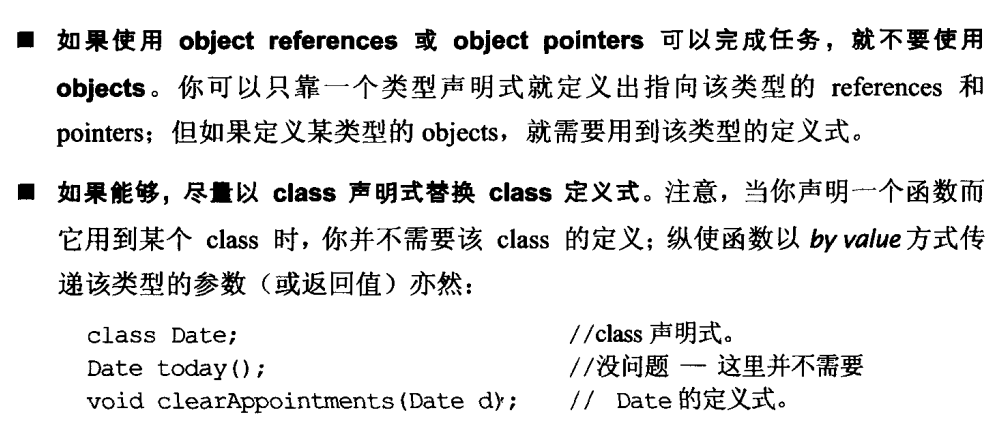 ■ 如果使用 object references 或 object pointers 可以完成任务，就不要使用
objects。你可以只靠一个类型声明式就定义出指向该类型的 references 和
pointers；但如果定义某类型的 objects，就需要用到该类型的定义式。
■ 如果能够，尽量以 class 声明式替换 class 定义式。注意，当你声明一个函数而
它用到某个 class 时，你并不需要该 class 的定义；纵使函数以 by value 方式传
递该类型的参数（或返回值）亦然：
class Date; //class 声明式。
Date today(); //没问题 — 这里并不需要
void clearAppointments(Date d); // Date 的定义式。